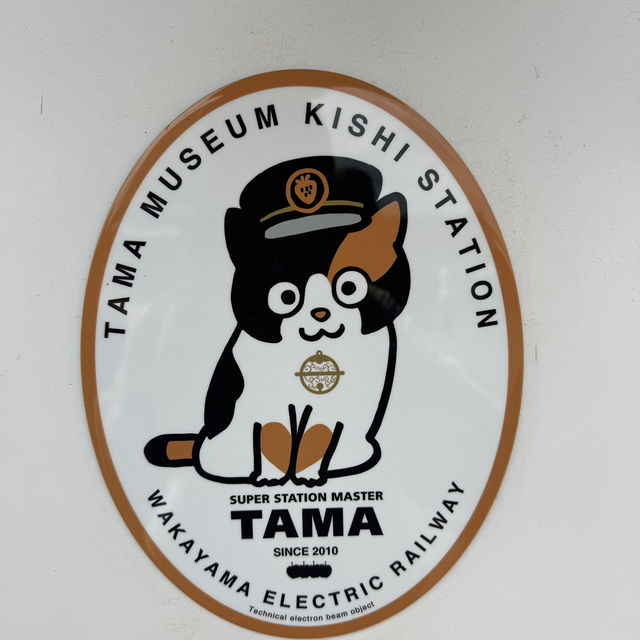 TAMA MUSEUM KISHI STATION
SUPER STATION MASTER
TAMA
SINCE 2010
WAKAYAMA ELECTRIC RAILWAY
Technical electron beam object